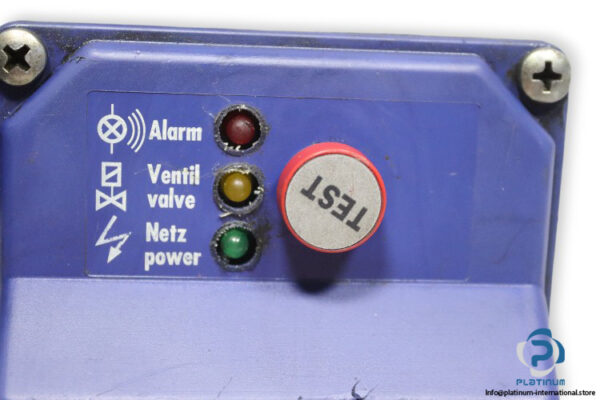 Alarm
Ventil
valve
Netz
power
TEST
PLATINUM
info@platinum-international.store